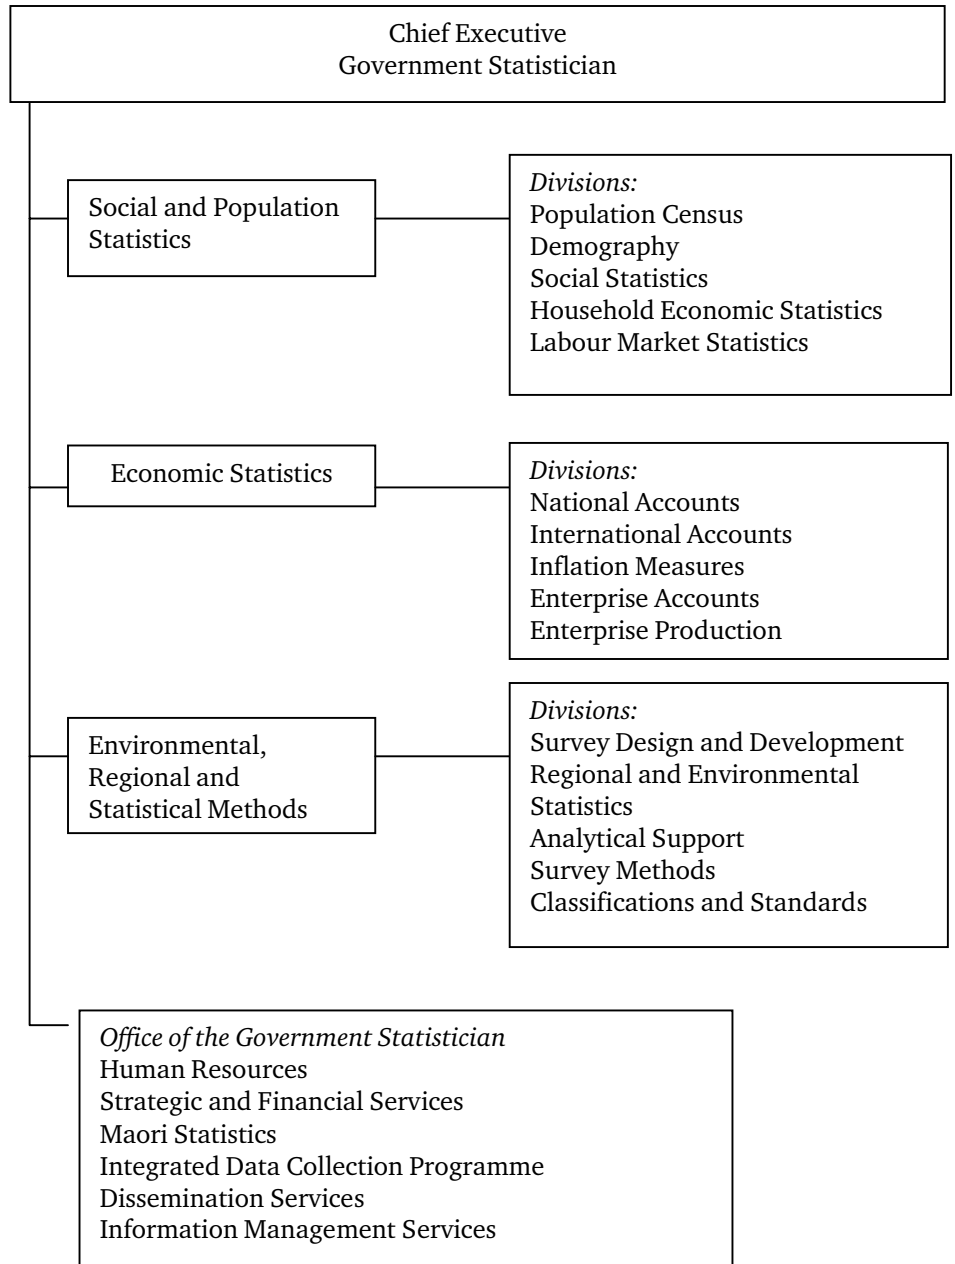 Chief Executive
Government Statistician
Social and Population
Statistics
Divisions:
Population Census
Demography
Social Statistics
Household Economic Statistics
Labour Market Statistics
Economic Statistics
Divisions:
National Accounts
International Accounts
Inflation Measures
Enterprise Accounts
Enterprise Production
Environmental,
Regional and
Statistical Methods
Divisions:
Survey Design and Development
Regional and Environmental
Statistics
Analytical Support
Survey Methods
Classifications and Standards
Office of the Government Statistician
Human Resources
Strategic and Financial Services
Maori Statistics
Integrated Data Collection Programme
Dissemination Services
Information Management Services